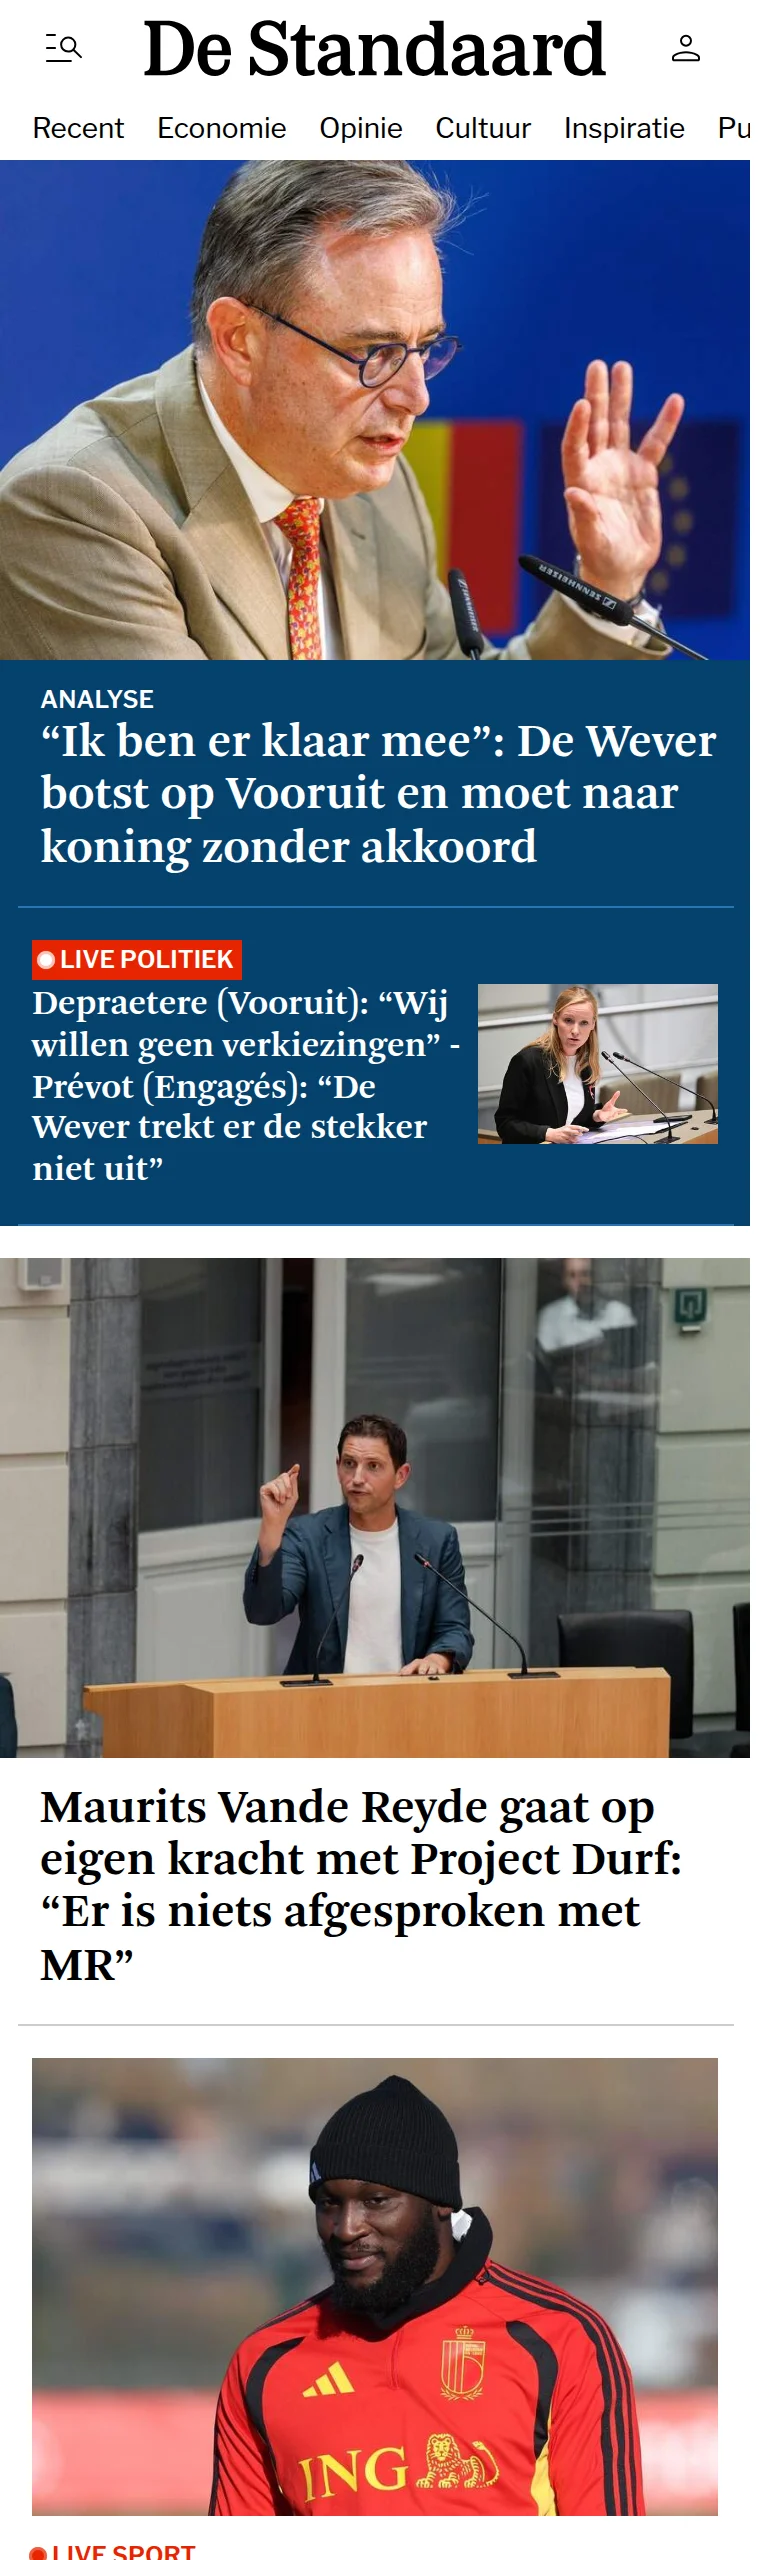 De Standaard
Recent Economie Opinie Cultuur Inspiratie Pu
SENNHEISER
ANALYSE
“Ik ben er klaar mee”: De Wever
botst op Vooruit en moet naar
koning zonder akkoord
LIVE POLITIEK
Depraetere (Vooruit): “Wij
willen geen verkiezingen” -
Prévot (Engagés): “De
Wever trekt er de stekker
niet uit”
Maurits Vande Reyde gaat op
eigen kracht met Project Durf:
“Er is niets afgesproken met
MR”
ING
LIVE SPORT